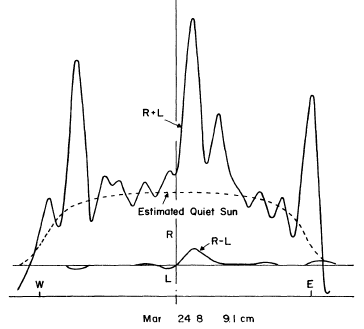 R+L
Estimated Quiet Sun
R
R-L
L
W
E
Mar 24 8 9.1 cm